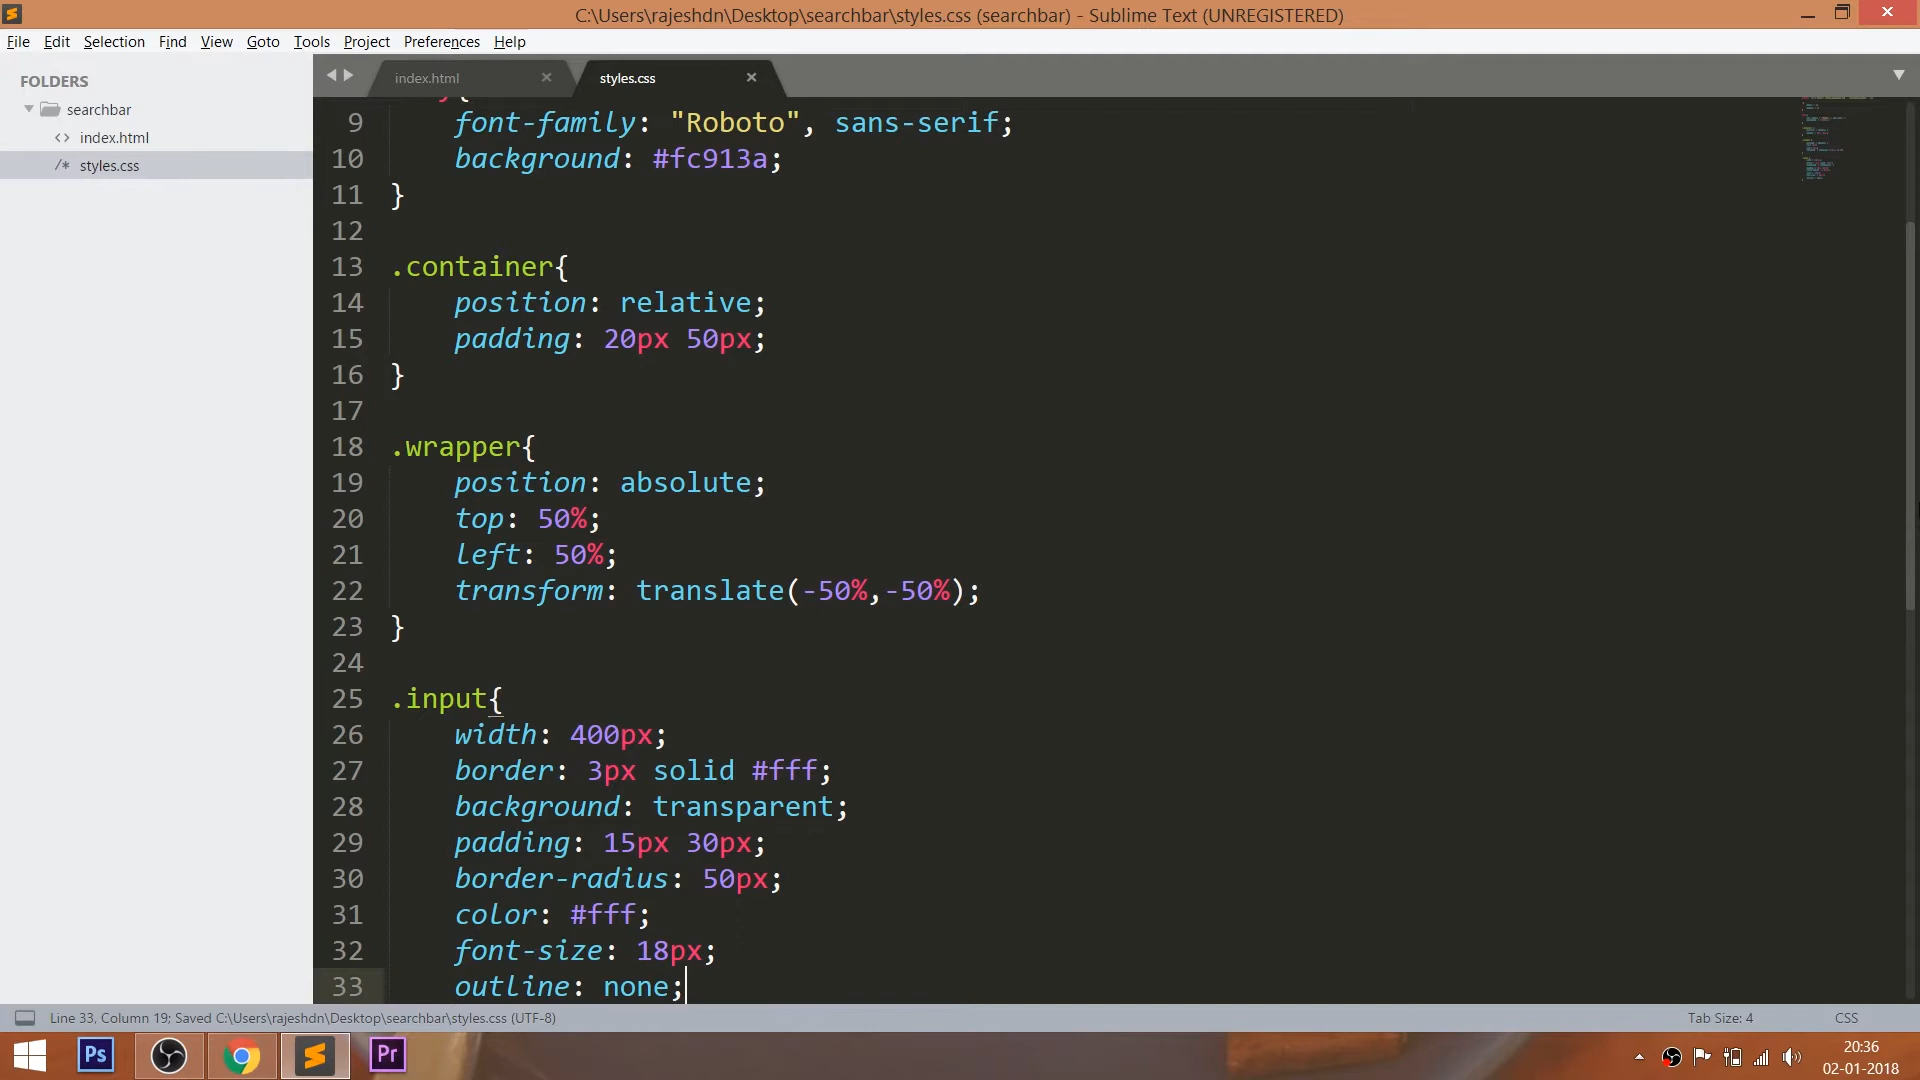 C:\Users\rajeshdn\Desktop\searchbar\styles.css (searchbar) - Sublime Text (UNREGISTERED)
File Edit Selection Find View Goto Tools Project Preferences Help
FOLDERS
searchbar
index.html
styles.css
index.html styles.css
9 font-family: "Roboto", sans-serif;
10 background: #fc913a;
11 }
12
13 .container{
14 position: relative;
15 padding: 20px 50px;
16 }
17
18 .wrapper{
19 position: absolute;
20 top: 50%;
21 left: 50%;
22 transform: translate(-50%,-50%);
23 }
24
25 .input{
26 width: 400px;
27 border: 3px solid #fff;
28 background: transparent;
29 padding: 15px 30px;
30 border-radius: 50px;
31 color: #fff;
32 font-size: 18px;
33 outline: none;
Line 33, Column 19; Saved C:\Users\rajeshdn\Desktop\searchbar\styles.css (UTF-8) Tab Size: 4 CSS
Ps Pr
20:36
02-01-2018